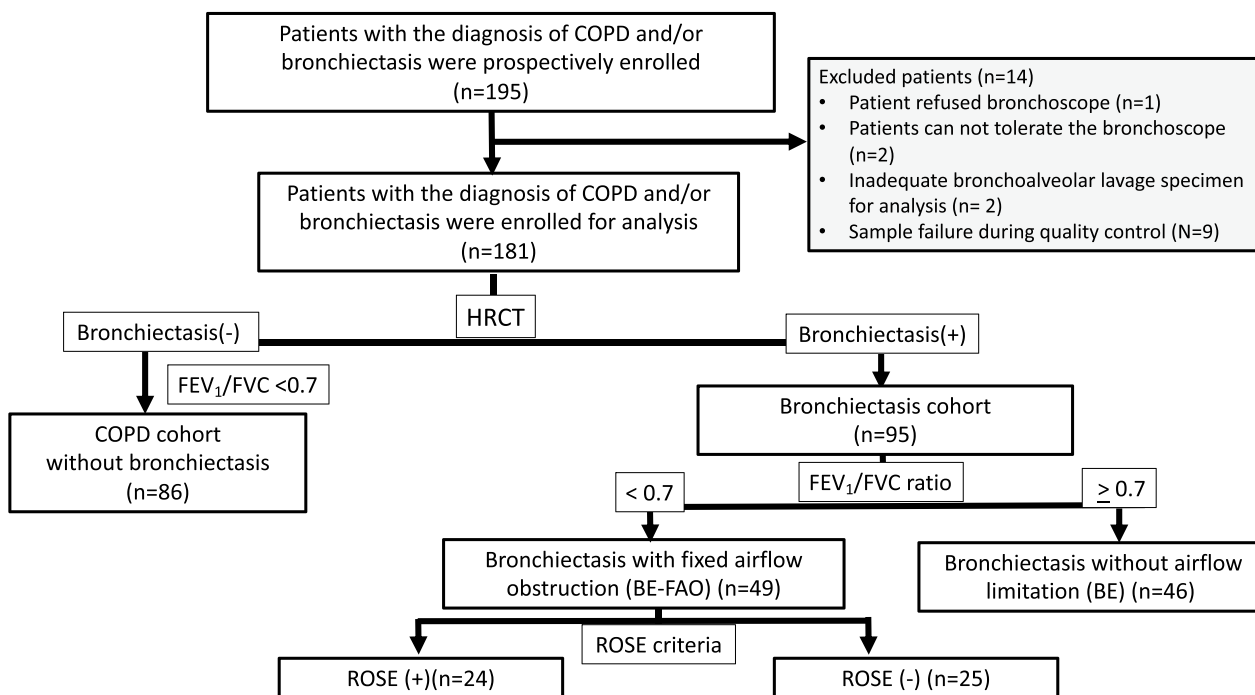 Patients with the diagnosis of COPD and/or
bronchiectasis were prospectively enrolled
(n=195)
Excluded patients (n=14)
• Patient refused bronchoscope (n=1)
• Patients can not tolerate the bronchoscope
(n=2)
• Inadequate bronchoalveolar lavage specimen
for analysis (n= 2)
• Sample failure during quality control (N=9)
Patients with the diagnosis of COPD and/or
bronchiectasis were enrolled for analysis
(n=181)
HRCT
Bronchiectasis(-)
Bronchiectasis(+)
FEV₁/FVC <0.7
COPD cohort
without bronchiectasis
(n=86)
Bronchiectasis cohort
(n=95)
FEV₁/FVC ratio
< 0.7
≥ 0.7
Bronchiectasis with fixed airflow
obstruction (BE-FAO) (n=49)
Bronchiectasis without airflow
limitation (BE) (n=46)
ROSE criteria
ROSE (+)(n=24)
ROSE (-) (n=25)